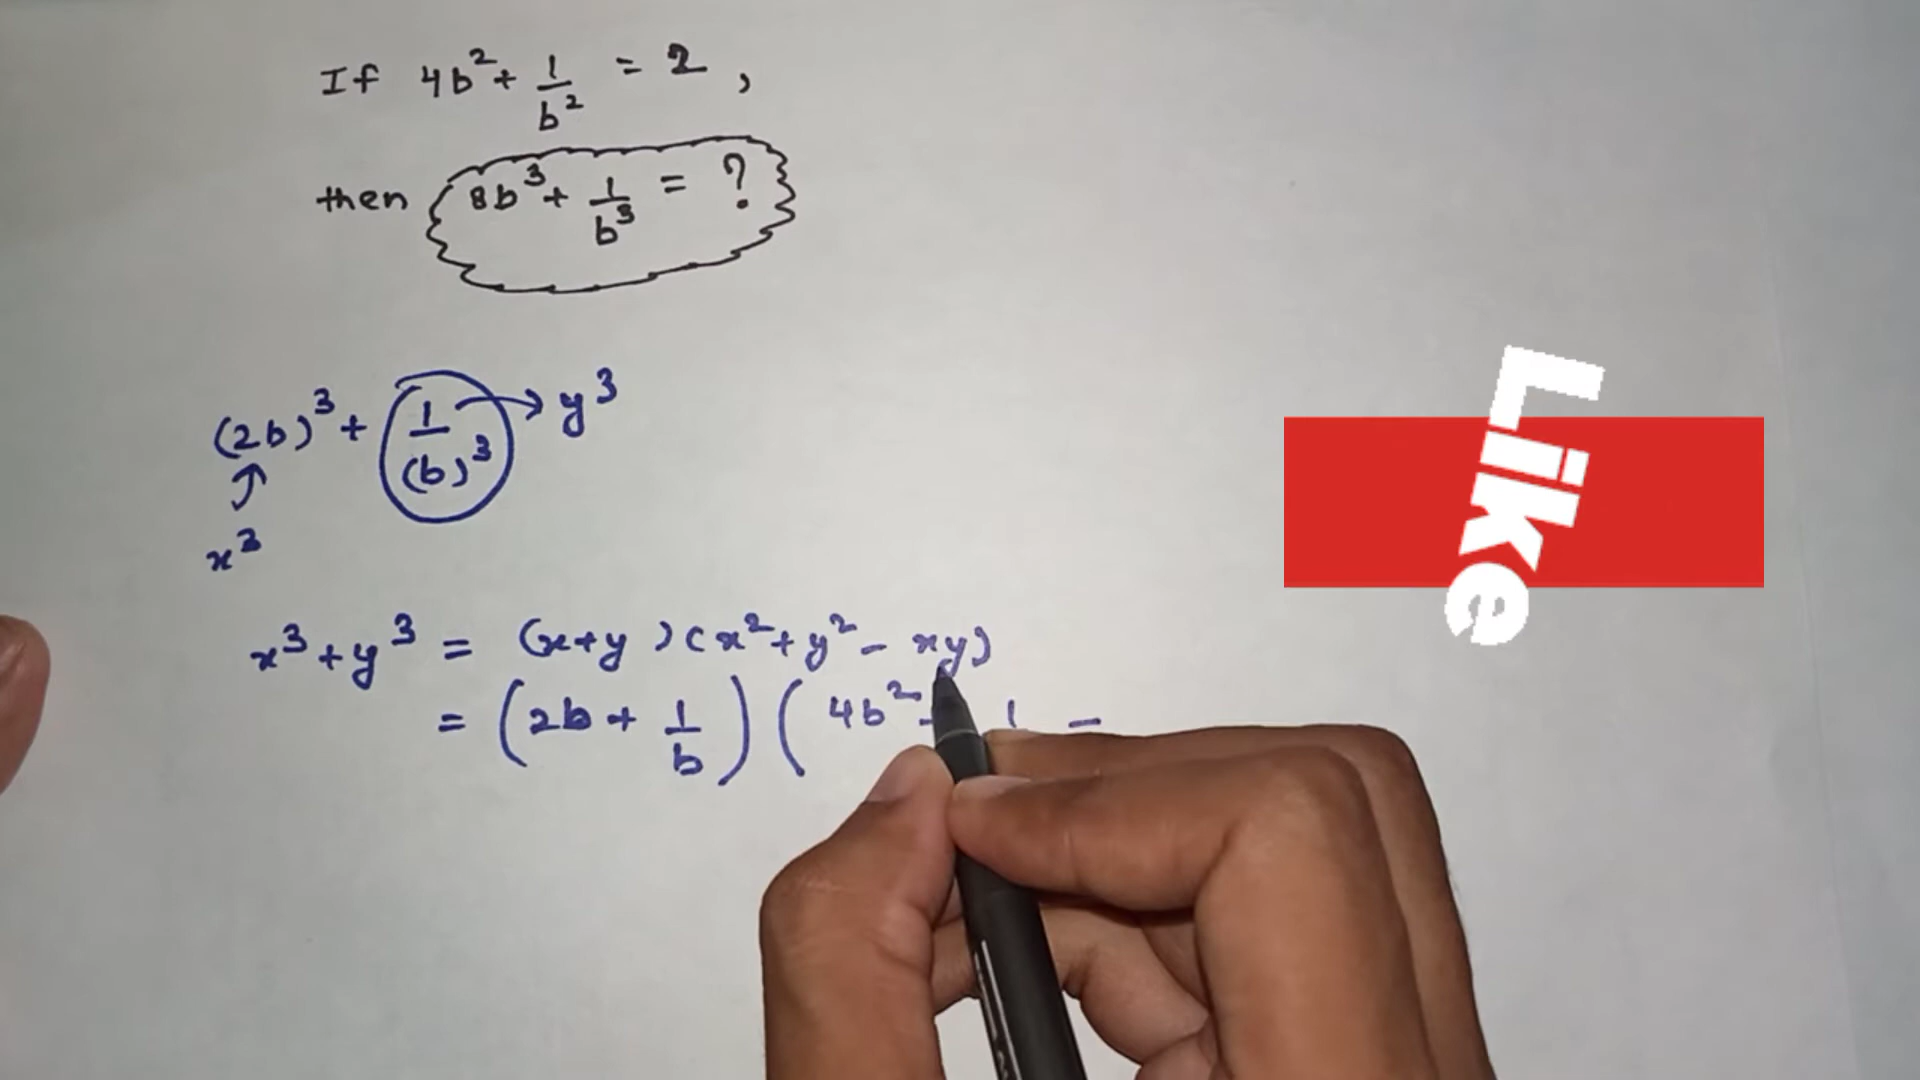 If 4b² + 1/b² = 2 ,
then 8b³ + 1/b³ = ?
(2b)³ + 1/(b)³ → y³
x³
x³ + y³ = (x+y)(x²+y² - xy)
= (2b + 1/b)(4b² 1 -
Like